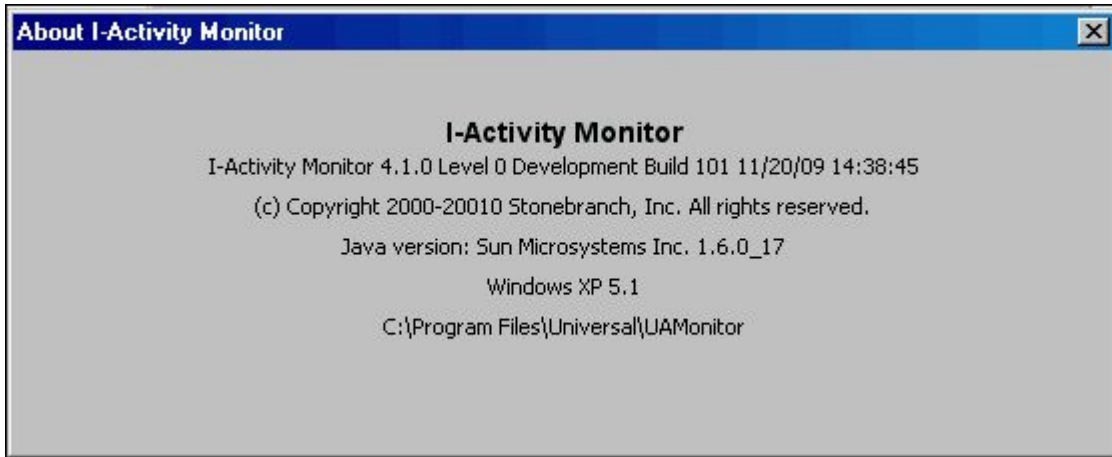 About I-Activity Monitor
I-Activity Monitor
I-Activity Monitor 4.1.0 Level 0 Development Build 101 11/20/09 14:38:45
(c) Copyright 2000-20010 Stonebranch, Inc. All rights reserved.
Java version: Sun Microsystems Inc. 1.6.0_17
Windows XP 5.1
C:\Program Files\Universal\UAMonitor